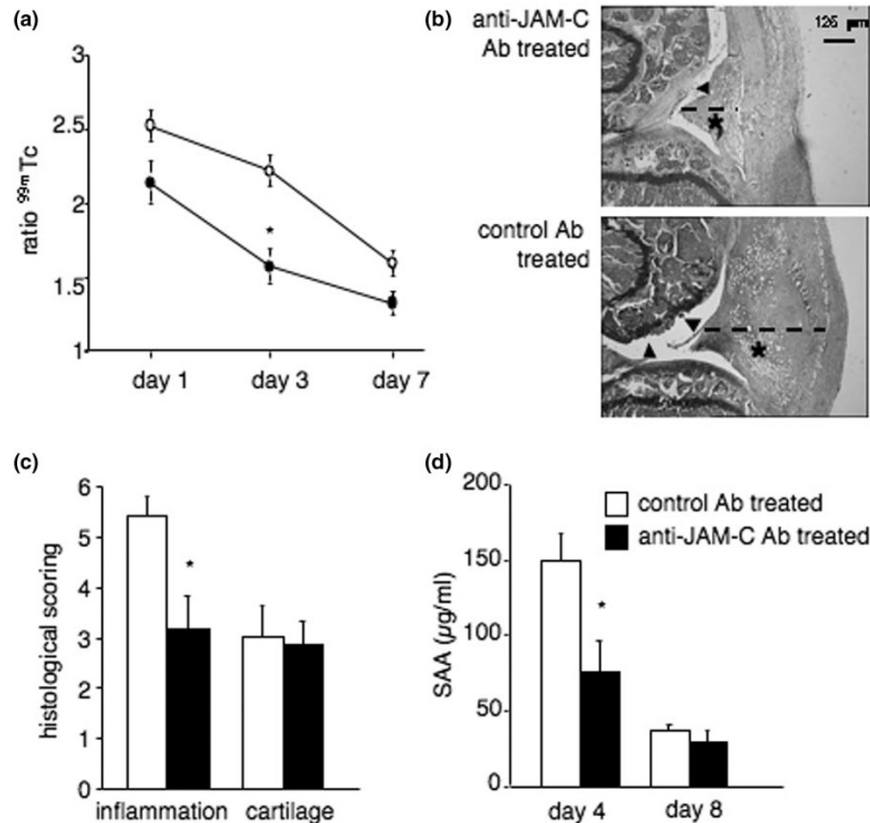 (a)
3
2.5
2
1.5
1
ratio 99mTc
*
day 1
day 3
day 7
(b)
anti-JAM-C
Ab treated
125 µm
*
control Ab
treated
*
(c)
6
5
4
3
2
1
0
histological scoring
*
inflammation
cartilage
(d)
200
150
100
50
0
SAA (µg/ml)
control Ab treated
anti-JAM-C Ab treated
*
day 4
day 8